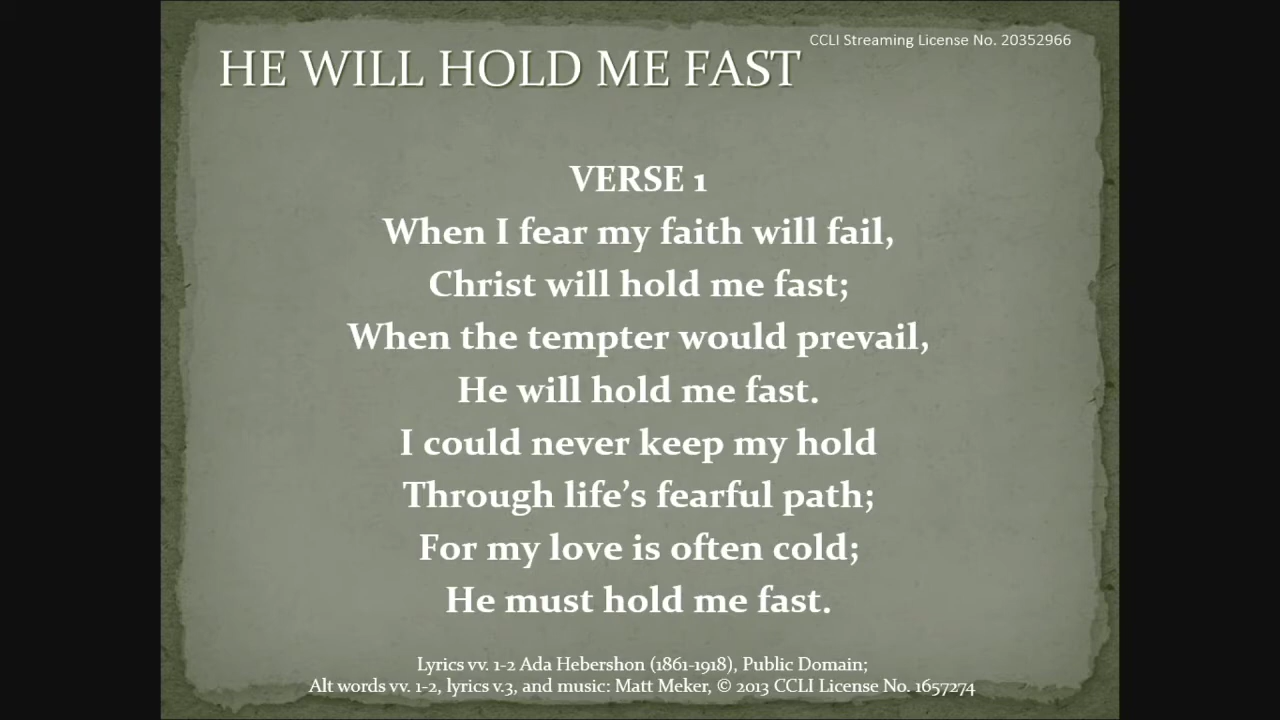 CCLI Streaming License No. 20352966
HE WILL HOLD ME FAST
VERSE 1
When I fear my faith will fail,
Christ will hold me fast;
When the tempter would prevail,
He will hold me fast.
I could never keep my hold
Through life’s fearful path;
For my love is often cold;
He must hold me fast.
Lyrics vv. 1-2 Ada Hebershon (1861-1918), Public Domain;
Alt words vv. 1-2, lyrics v.3, and music: Matt Meker, © 2013 CCLI License No. 1657274